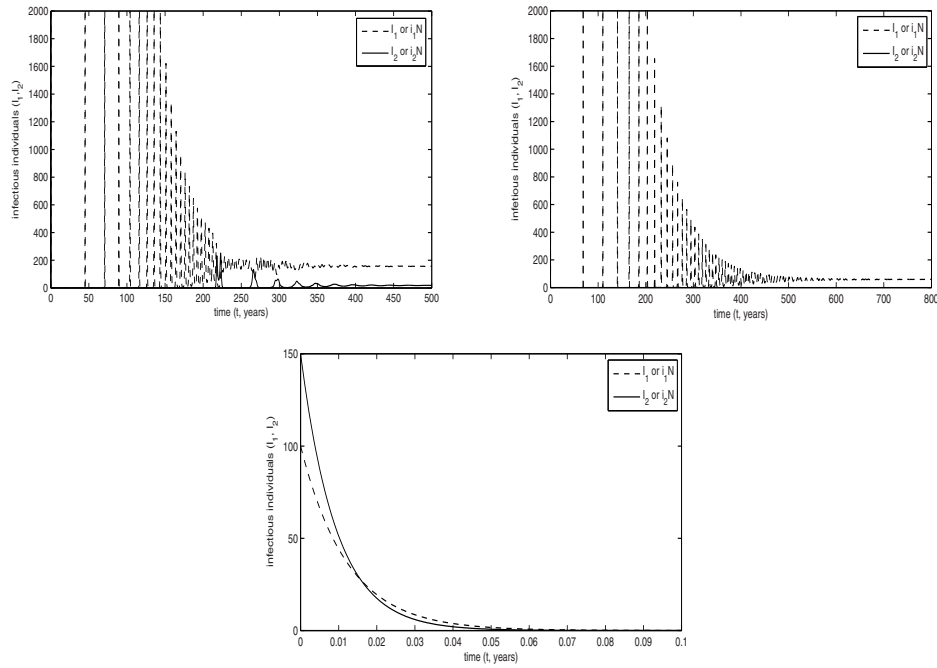 2000
1800
1600
1400
1200
1000
800
600
400
200
0
infectious individuals (I1,I2)
0 50 100 150 200 250 300 350 400 450 500
time (t, years)
I1 or i1N
I2 or i2N
2000
1800
1600
1400
1200
1000
800
600
400
200
0
infetious individuals (I1, I2)
0 100 200 300 400 500 600 700 800
time (t, years)
I1 or i1N
I2 or i2N
150
100
50
0
infectious individuals (I1, I2)
0 0.01 0.02 0.03 0.04 0.05 0.06 0.07 0.08 0.09 0.1
time (t, years)
I1 or i1N
I2 or i2N